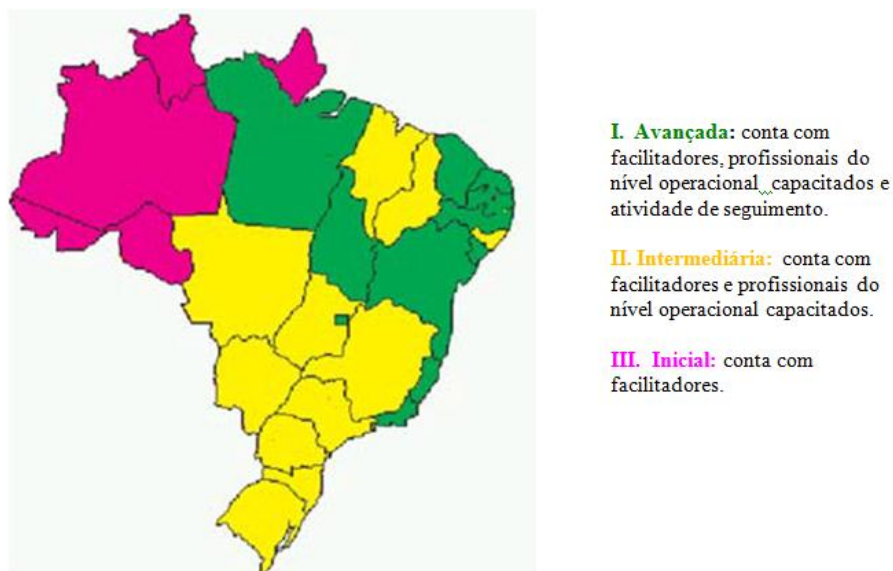 I. Avançada: conta com
facilitadores, profissionais do
nível operacional capacitados e
atividade de seguimento.
II. Intermediária: conta com
facilitadores e profissionais do
nível operacional capacitados.
III. Inicial: conta com
facilitadores.